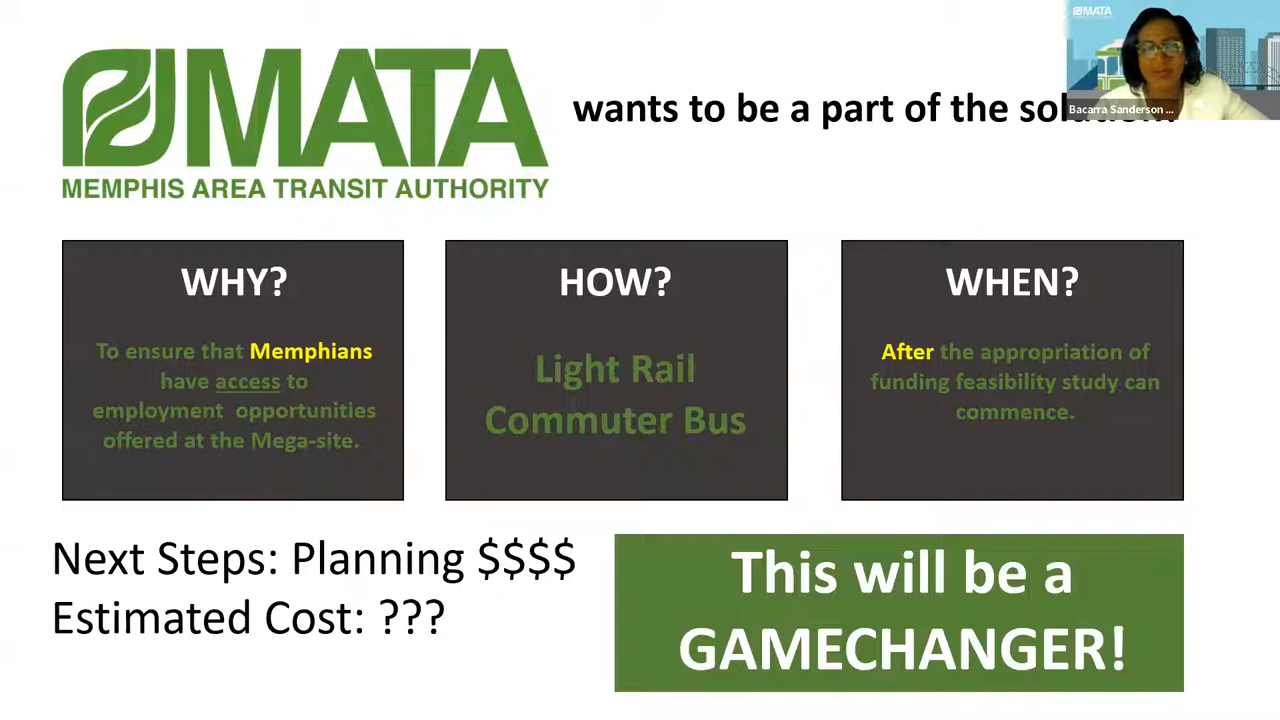 MATA
MEMPHIS AREA TRANSIT AUTHORITY
wants to be a part of the solution!
MATA
Bacarra Sanderson ...
WHY?
To ensure that Memphians
have access to
employment opportunities
offered at the Mega-site.
HOW?
Light Rail
Commuter Bus
WHEN?
After the appropriation of
funding feasibility study can
commence.
Next Steps: Planning $$$$
Estimated Cost: ???
This will be a
GAMECHANGER!